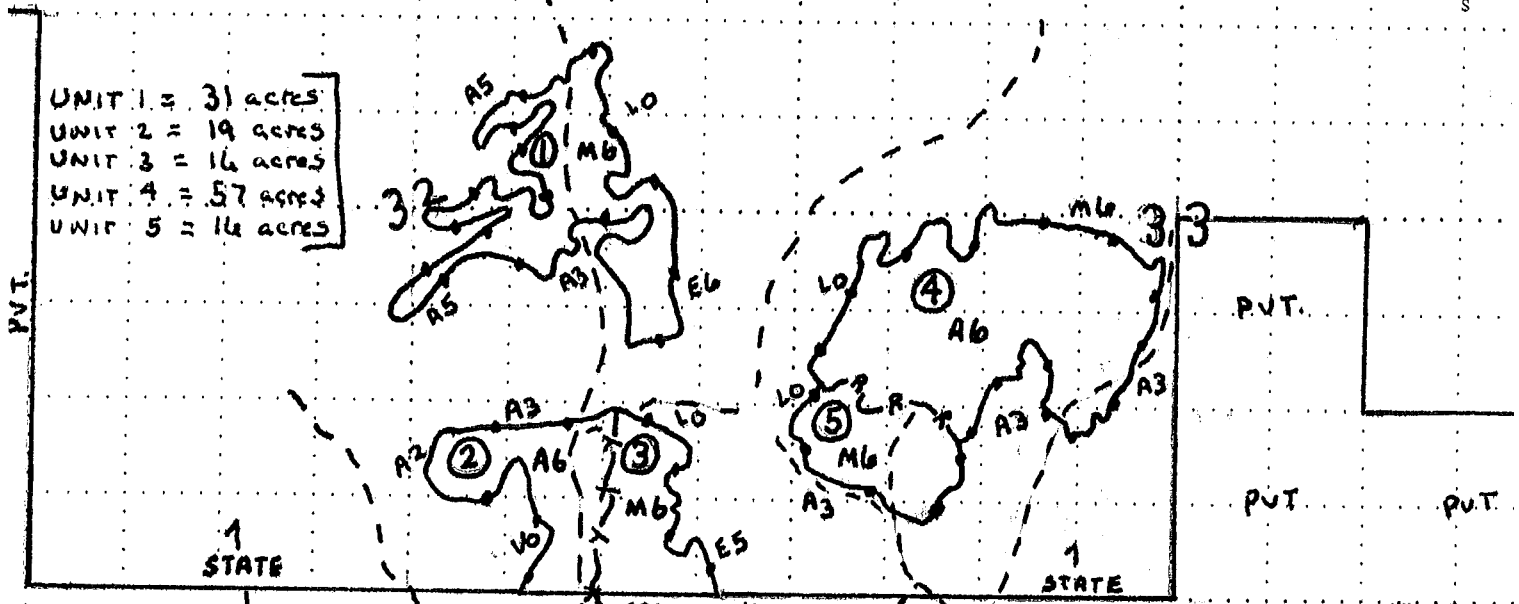 S
UNIT 1 = 31 acres
UNIT 2 = 19 acres
UNIT 3 = 16 acres
UNIT 4 = 57 acres
UNIT 5 = 16 acres
A5
LO
1
M6
32
M6
33
A3
A5
E6
LO
4
A6
PVT.
PVT.
A3
A3
LO
LO
R
A3
5
A2
2
A6
3
M6
M6
A3
VO
E5
PVT
PVT.
1
STATE
1
STATE